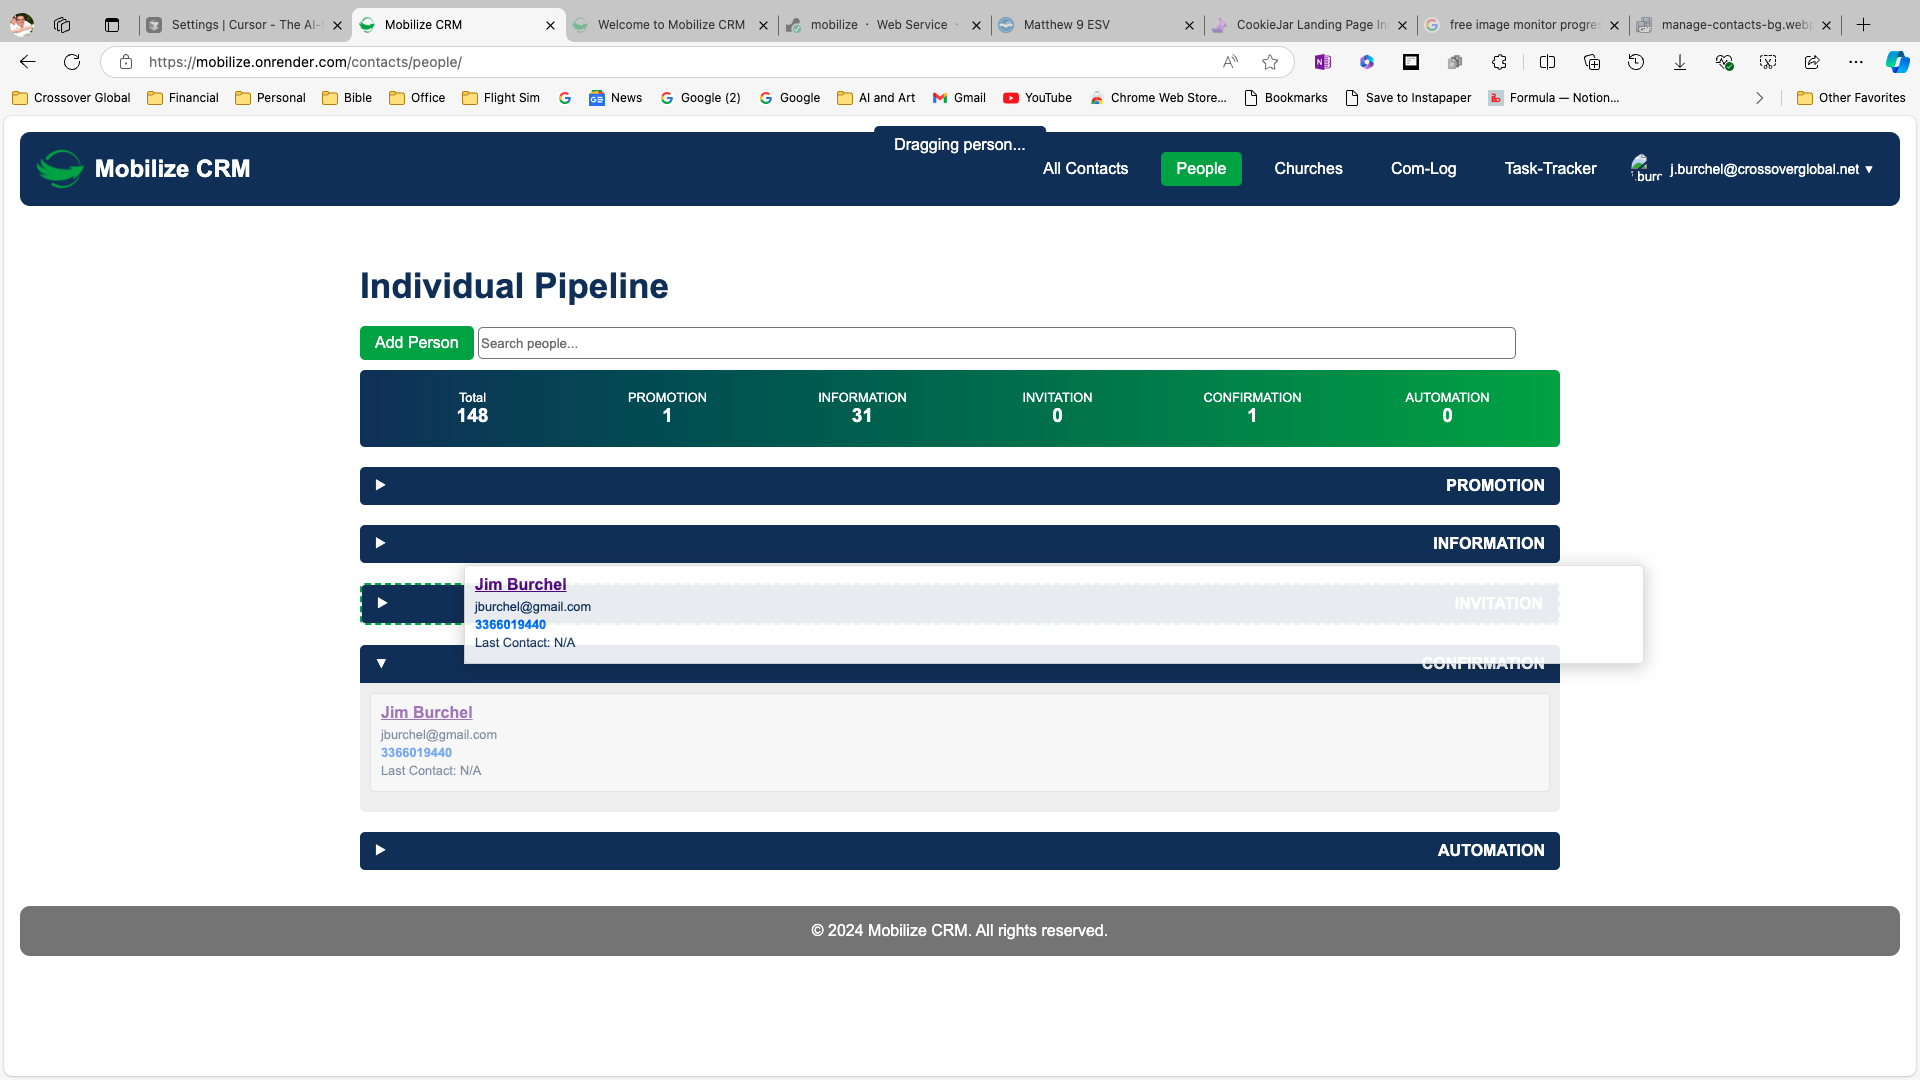 Settings | Cursor - The AI-
Mobilize CRM
Welcome to Mobilize CRM
mobilize · Web Service ·
Matthew 9 ESV
CookieJar Landing Page In
free image monitor progre
manage-contacts-bg.web
https://mobilize.onrender.com/contacts/people/
Crossover Global
Financial
Personal
Bible
Office
Flight Sim
News
Google (2)
Google
AI and Art
Gmail
YouTube
Chrome Web Store...
Bookmarks
Save to Instapaper
Formula — Notion...
Other Favorites
Dragging person...
Mobilize CRM
All Contacts
People
Churches
Com-Log
Task-Tracker
j.burc
j.burchel@crossoverglobal.net ▼
Individual Pipeline
Add Person
Search people...
Total
148
PROMOTION
1
INFORMATION
31
INVITATION
0
CONFIRMATION
1
AUTOMATION
0
PROMOTION
INFORMATION
INVITATION
Jim Burchel
jburchel@gmail.com
3366019440
Last Contact: N/A
CONFIRMATION
Jim Burchel
jburchel@gmail.com
3366019440
Last Contact: N/A
AUTOMATION
© 2024 Mobilize CRM. All rights reserved.